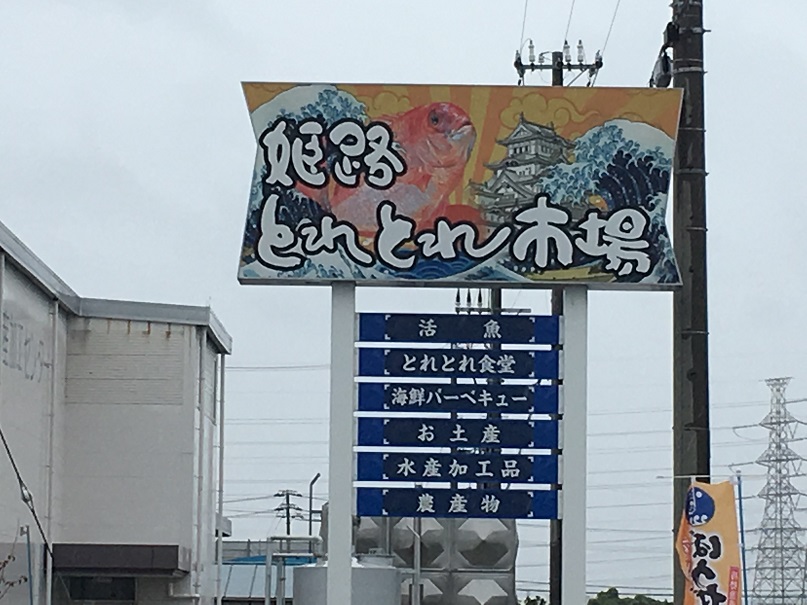 姫路
とれとれ市場
活魚
とれとれ食堂
海鮮バーベキュー
お土産
水産加工品
農産物